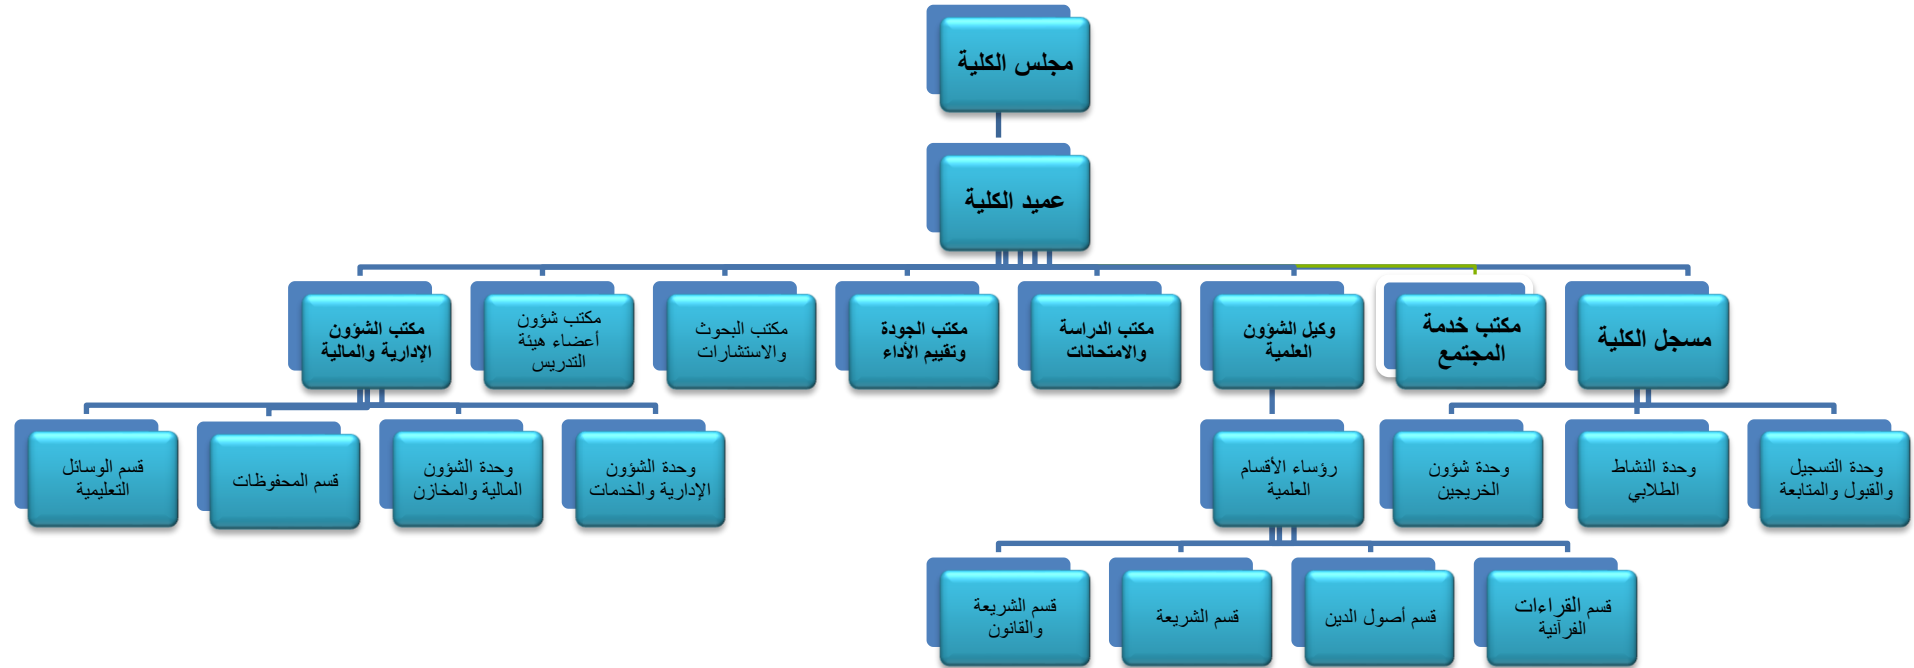 مجلس الكلية
عميد الكلية
مسجل الكلية
مكتب خدمة
المجتمع
وكيل الشؤون
العلمية
مكتب الدراسة
والامتحانات
مكتب الجودة
وتقييم الأداء
مكتب البحوث
والاستشارات
مكتب شؤون
أعضاء هيئة
التدريس
مكتب الشؤون
الإدارية والمالية
وحدة التسجيل
والقبول والمتابعة
وحدة النشاط
الطلابي
وحدة شؤون
الخريجين
رؤساء الأقسام
العلمية
وحدة الشؤون
الإدارية والخدمات
وحدة الشؤون
المالية والمخازن
قسم المحفوظات
قسم الوسائل
التعليمية
قسم القراءات
القرآنية
قسم أصول الدين
قسم الشريعة
قسم الشريعة
والقانون